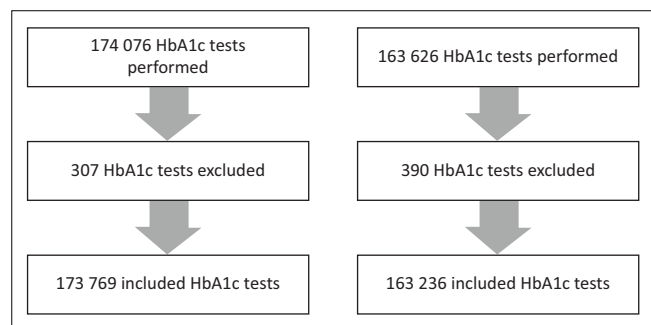 174 076 HbA1c tests
performed
163 626 HbA1c tests performed
307 HbA1c tests excluded
390 HbA1c tests excluded
173 769 included HbA1c tests
163 236 included HbA1c tests